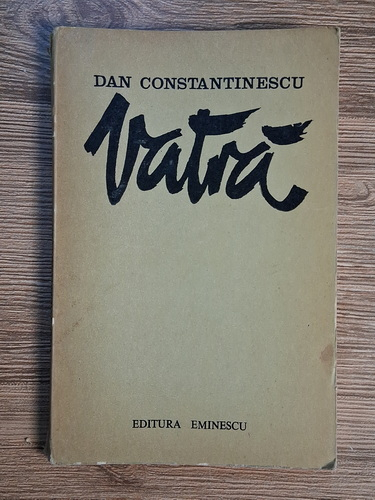 DAN CONSTANTINESCU
Vatră
EDITURA EMINESCU